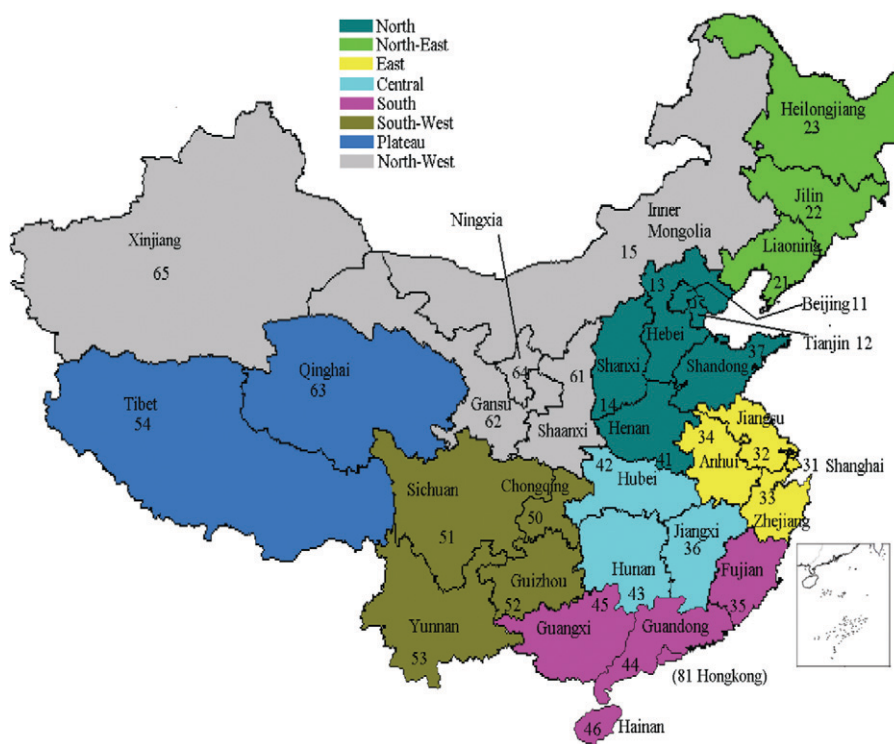 North
North-East
East
Central
South
South-West
Plateau
North-West
Heilongjiang
23
Jilin
22
Liaoning
21
Inner
Mongolia
15
Ningxia
Xinjiang
65
13
Beijing 11
Tianjin 12
Hebei
Qinghai
63
64
61
Shanxi
14
37
Shandong
Tibet
54
Gansu
62
Shaanxi
Henan
41
Jiangsu
34
Anhui
32
31
Shanghai
33
Zhejiang
42
Hubei
Sichuan
51
Chongqing
50
Jiangxi
36
Hunan
43
Guizhou
52
Fujian
35
Yunnan
53
45
Guangxi
Guandong
44
(81 Hongkong)
46
Hainan